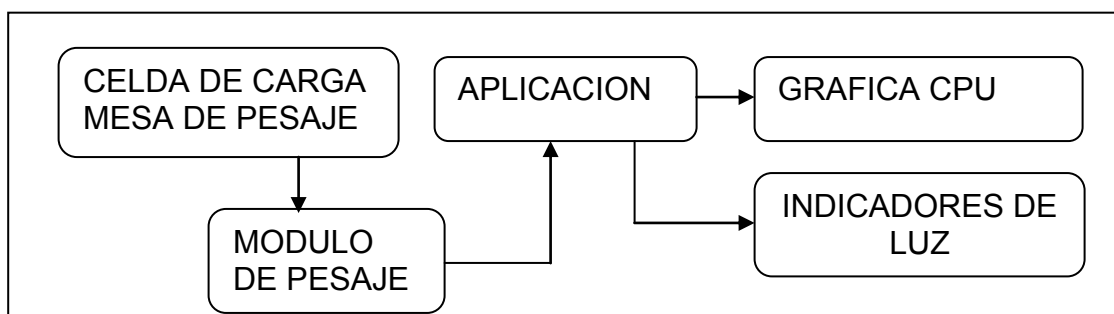 CELDA DE CARGA
MESA DE PESAJE
APLICACION
GRAFICA CPU
MODULO
DE PESAJE
INDICADORES DE
LUZ